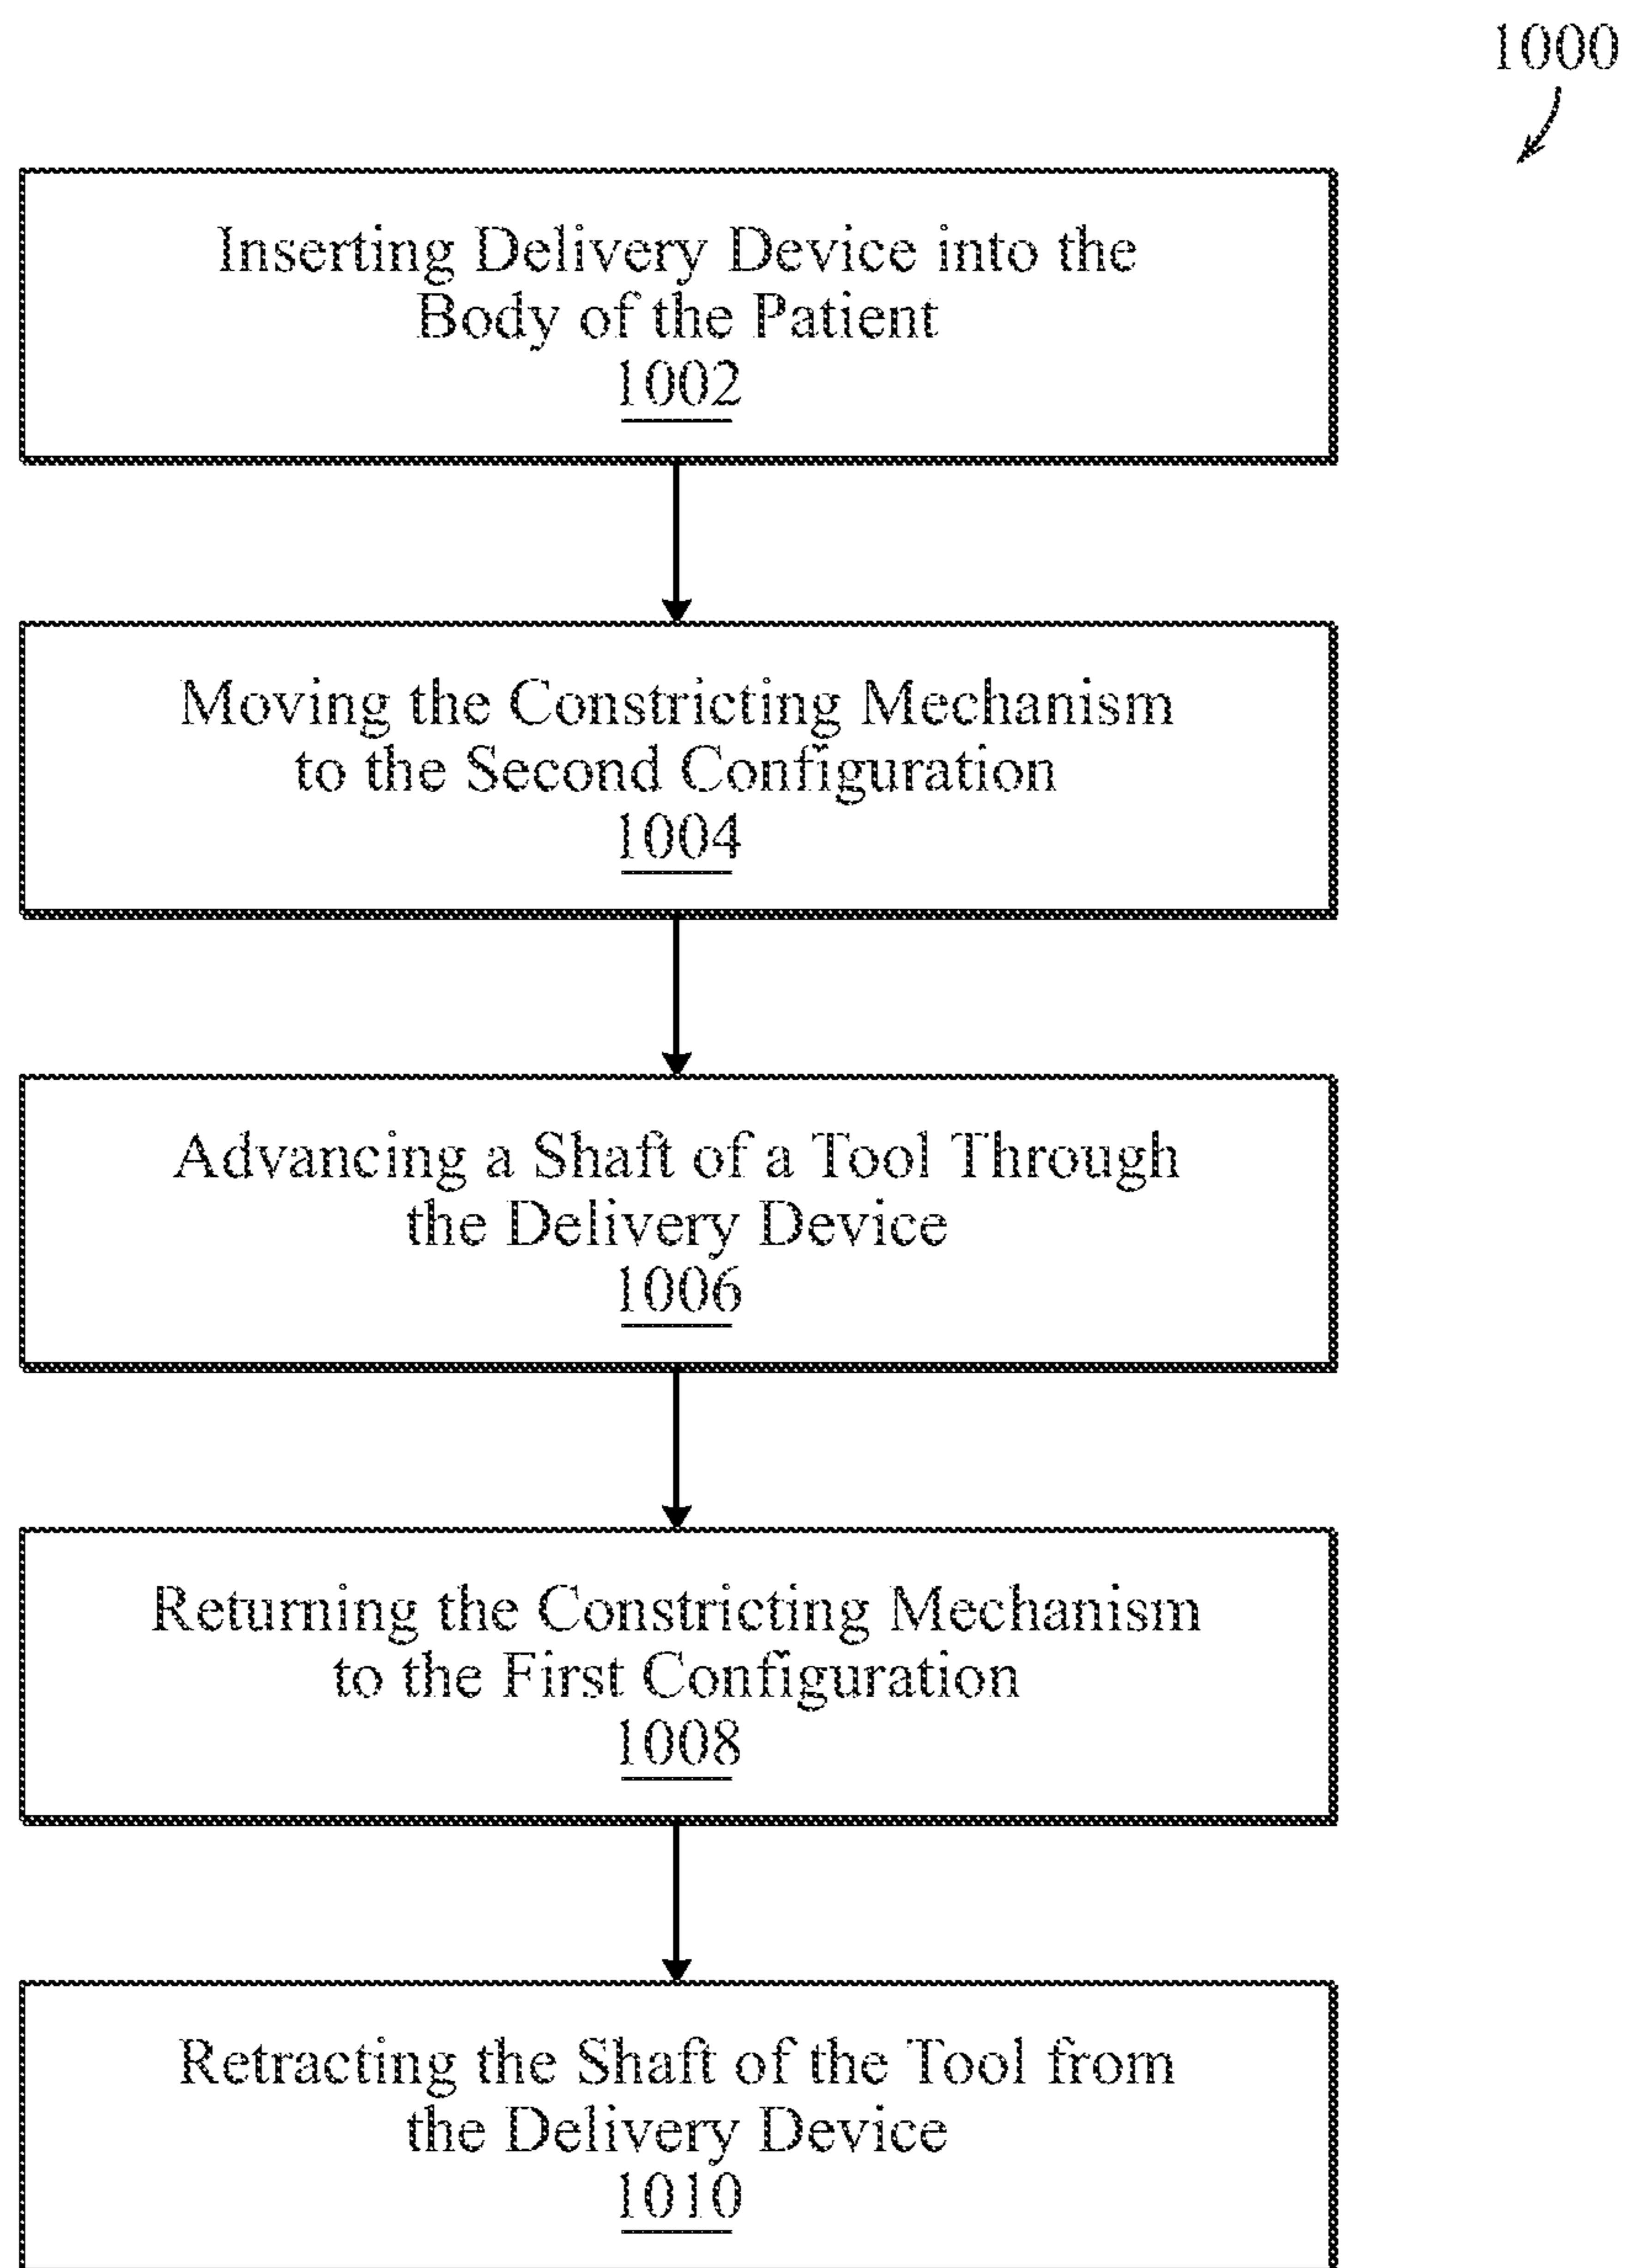 1000
Inserting Delivery Device into the
Body of the Patient
1002
Moving the Constricting Mechanism
to the Second Configuration
1004
Advancing a Shaft of a Tool Through
the Delivery Device
1006
Returning the Constricting Mechanism
to the First Configuration
1008
Retracting the Shaft of the Tool from
the Delivery Device
1010